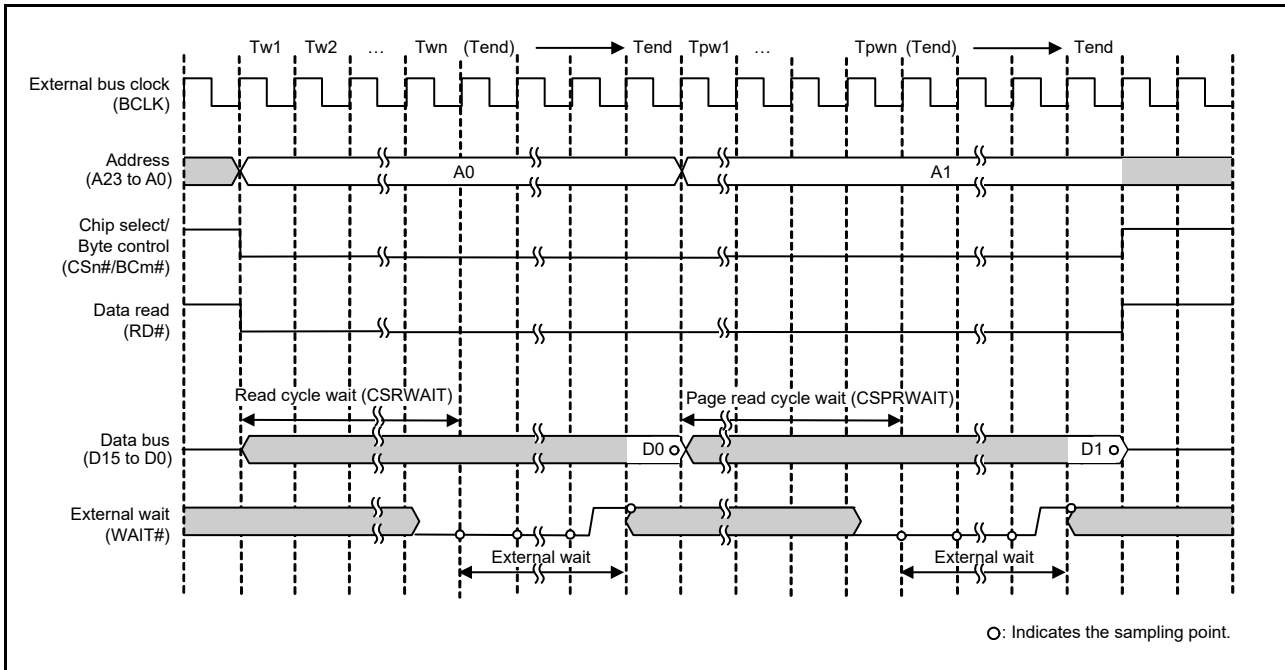 Tw1 Tw2 … Twn (Tend) Tend Tpw1 … Tpwn (Tend) Tend
External bus clock
(BCLK)
Address
(A23 to A0)
A0 A1
Chip select/
Byte control
(CSn#/BCm#)
Data read
(RD#)
Read cycle wait (CSRWAIT) Page read cycle wait (CSPRWAIT)
Data bus
(D15 to D0)
D0 D1
External wait
(WAIT#)
External wait External wait
: Indicates the sampling point.